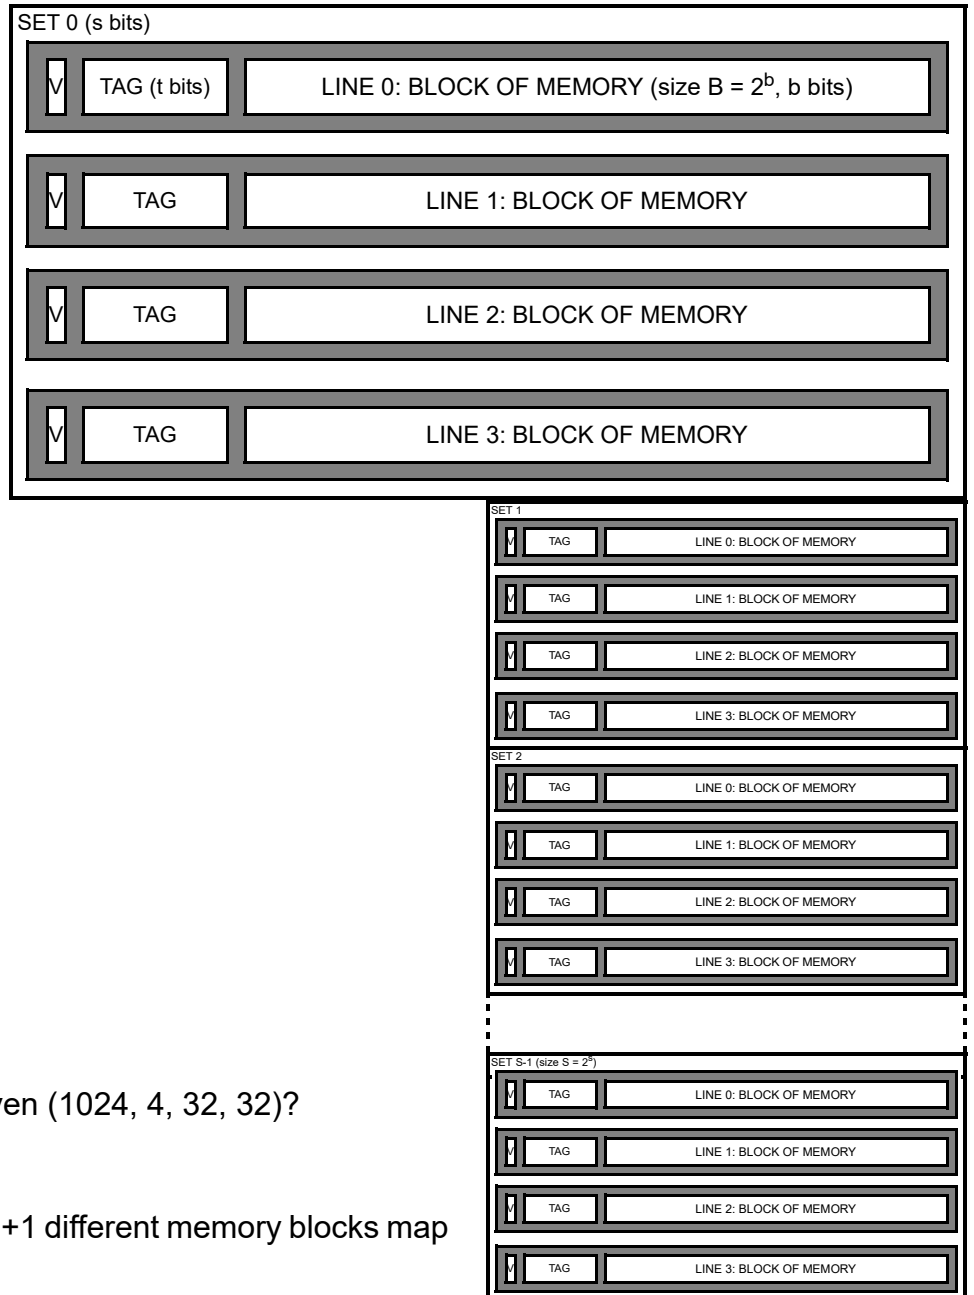 SET 0 (s bits)
V TAG (t bits) LINE 0: BLOCK OF MEMORY (size B = 2^b, b bits)
V TAG LINE 1: BLOCK OF MEMORY
V TAG LINE 2: BLOCK OF MEMORY
V TAG LINE 3: BLOCK OF MEMORY
SET 1
V TAG LINE 0: BLOCK OF MEMORY
V TAG LINE 1: BLOCK OF MEMORY
V TAG LINE 2: BLOCK OF MEMORY
V TAG LINE 3: BLOCK OF MEMORY
SET 2
V TAG LINE 0: BLOCK OF MEMORY
V TAG LINE 1: BLOCK OF MEMORY
V TAG LINE 2: BLOCK OF MEMORY
V TAG LINE 3: BLOCK OF MEMORY
SET S-1 (size S = 2^s)
V TAG LINE 0: BLOCK OF MEMORY
(1024, 4, 32, 32)?
V TAG LINE 1: BLOCK OF MEMORY
V TAG LINE 2: BLOCK OF MEMORY
+1 different memory blocks map
V TAG LINE 3: BLOCK OF MEMORY